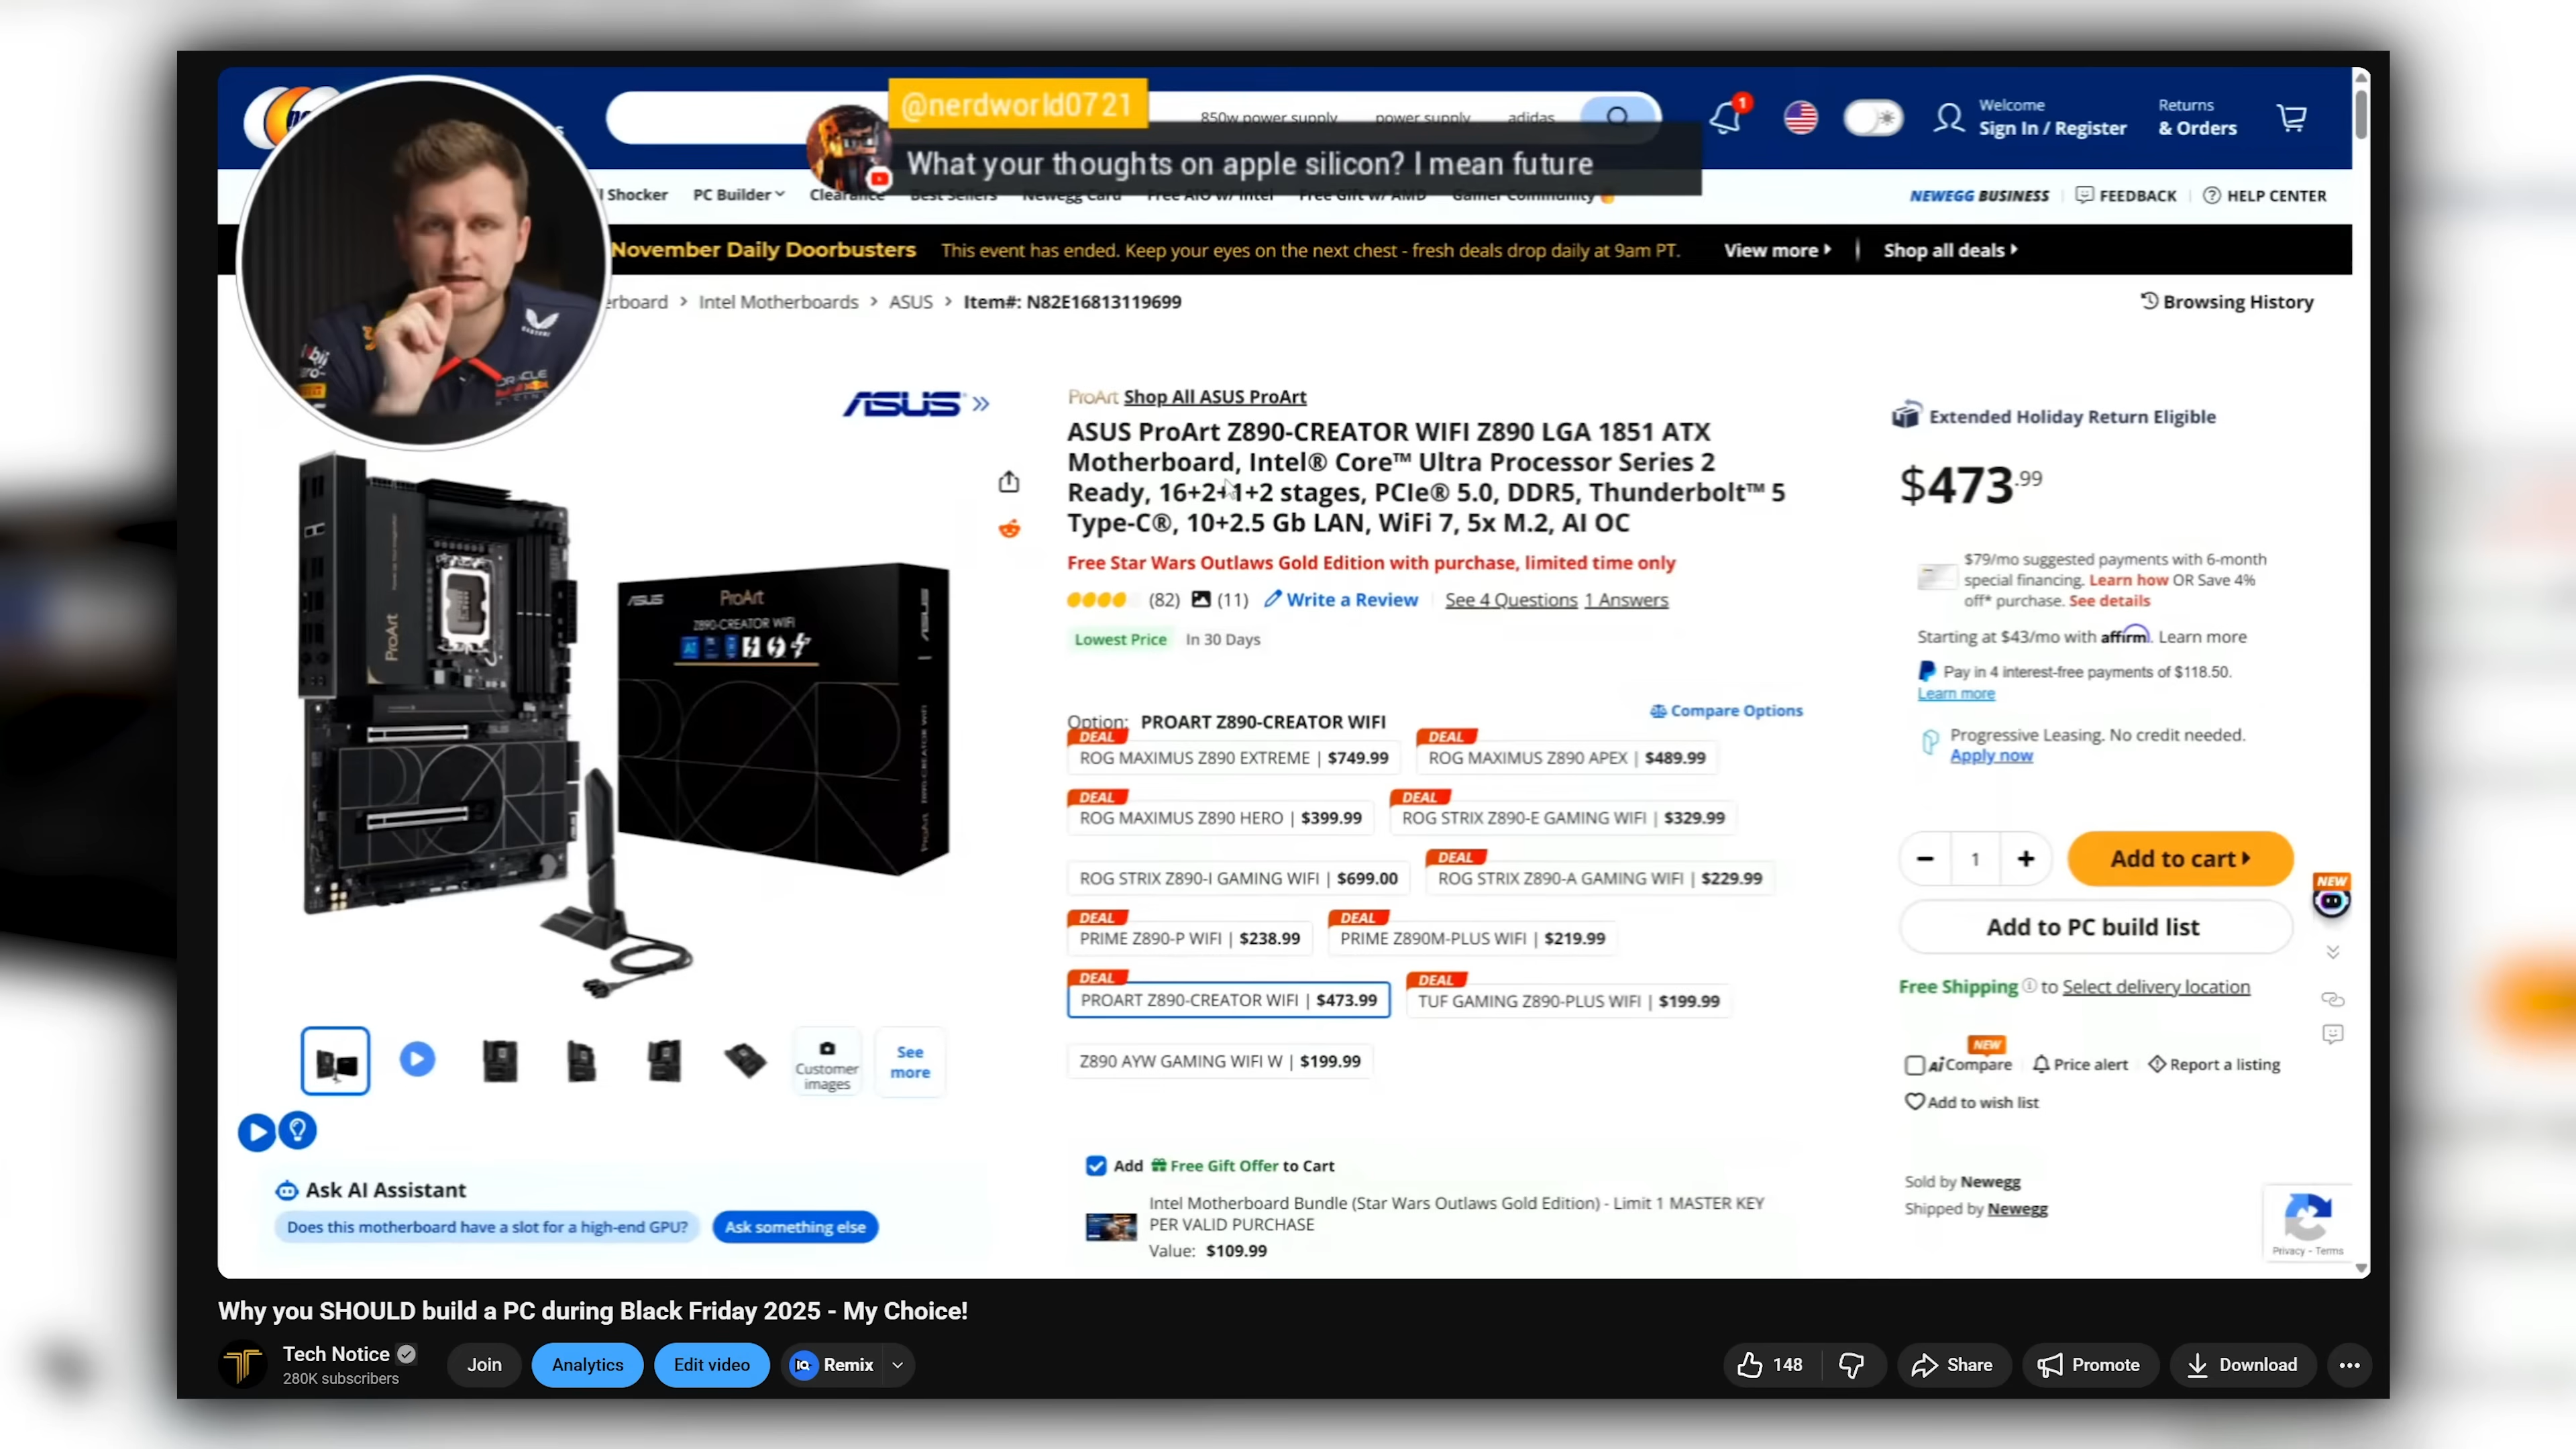 @nerdworld0721
What your thoughts on apple silicon? I mean future
850w power supply
power supply
adidas
1
Welcome
Sign In / Register
Returns
& Orders
Shocker
PC Builder
Clearance
Best Sellers
Newegg Card
Free AIO w/ Intel
Free Gift w/ AMD
Gamer Community
NEWEGG BUSINESS
FEEDBACK
HELP CENTER
November Daily Doorbusters
This event has ended. Keep your eyes on the next chest - fresh deals drop daily at 9am PT.
View more
Shop all deals
Intel Motherboards > ASUS > Item#: N82E16813119699
Browsing History
ORACLE
Red Bull
ASUS
ProArt Shop All ASUS ProArt
ASUS ProArt Z890-CREATOR WIFI Z890 LGA 1851 ATX
Motherboard, Intel® Core™ Ultra Processor Series 2
Ready, 16+2+1+2 stages, PCIe® 5.0, DDR5, Thunderbolt™ 5
Type-C®, 10+2.5 Gb LAN, WiFi 7, 5x M.2, AI OC
Free Star Wars Outlaws Gold Edition with purchase, limited time only
(82) (11) Write a Review See 4 Questions 1 Answers
Lowest Price In 30 Days
Option: PROART Z890-CREATOR WIFI
Compare Options
DEAL
ROG MAXIMUS Z890 EXTREME | $749.99
DEAL
ROG MAXIMUS Z890 APEX | $489.99
DEAL
ROG MAXIMUS Z890 HERO | $399.99
DEAL
ROG STRIX Z890-E GAMING WIFI | $329.99
ROG STRIX Z890-I GAMING WIFI | $699.00
DEAL
ROG STRIX Z890-A GAMING WIFI | $229.99
DEAL
PRIME Z890-P WIFI | $238.99
DEAL
PRIME Z890M-PLUS WIFI | $219.99
DEAL
PROART Z890-CREATOR WIFI | $473.99
DEAL
TUF GAMING Z890-PLUS WIFI | $199.99
Z890 AYW GAMING WIFI W | $199.99
Add Free Gift Offer to Cart
Intel Motherboard Bundle (Star Wars Outlaws Gold Edition) - Limit 1 MASTER KEY
PER VALID PURCHASE
Value: $109.99
ProArt
ASUS
ProArt
Z890-CREATOR WIFI
ASUS
Customer
images
See
more
Ask AI Assistant
Does this motherboard have a slot for a high-end GPU?
Ask something else
Extended Holiday Return Eligible
$473.99
$79/mo suggested payments with 6-month
special financing. Learn how OR Save 4%
off* purchase. See details
Starting at $43/mo with affirm. Learn more
Pay in 4 interest-free payments of $118.50.
Learn more
Progressive Leasing. No credit needed.
Apply now
1
Add to cart
Add to PC build list
NEW
Free Shipping to Select delivery location
NEW
Ai Compare
Price alert
Report a listing
Add to wish list
Sold by Newegg
Shipped by Newegg
Privacy - Terms
Why you SHOULD build a PC during Black Friday 2025 - My Choice!
Tech Notice
280K subscribers
Join
Analytics
Edit video
Remix
148
Share
Promote
Download